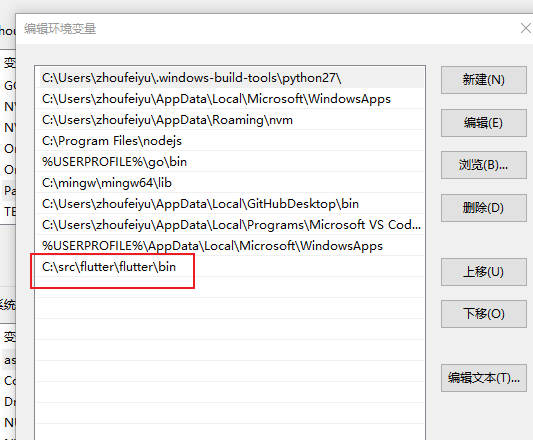 编辑环境变量
hou
变
GO
NV
NV
On
On
Pa
TE
C:\Users\zhoufeiyu\.windows-build-tools\python27\
C:\Users\zhoufeiyu\AppData\Local\Microsoft\WindowsApps
C:\Users\zhoufeiyu\AppData\Roaming\nvm
C:\Program Files\nodejs
%USERPROFILE%\go\bin
C:\mingw\mingw64\lib
C:\Users\zhoufeiyu\AppData\Local\GitHubDesktop\bin
C:\Users\zhoufeiyu\AppData\Local\Programs\Microsoft VS Cod...
%USERPROFILE%\AppData\Local\Microsoft\WindowsApps
C:\src\flutter\flutter\bin
新建(N)
编辑(E)
浏览(B)...
删除(D)
上移(U)
下移(O)
编辑文本(T)...
系统
变
as
Co
Dr
NU